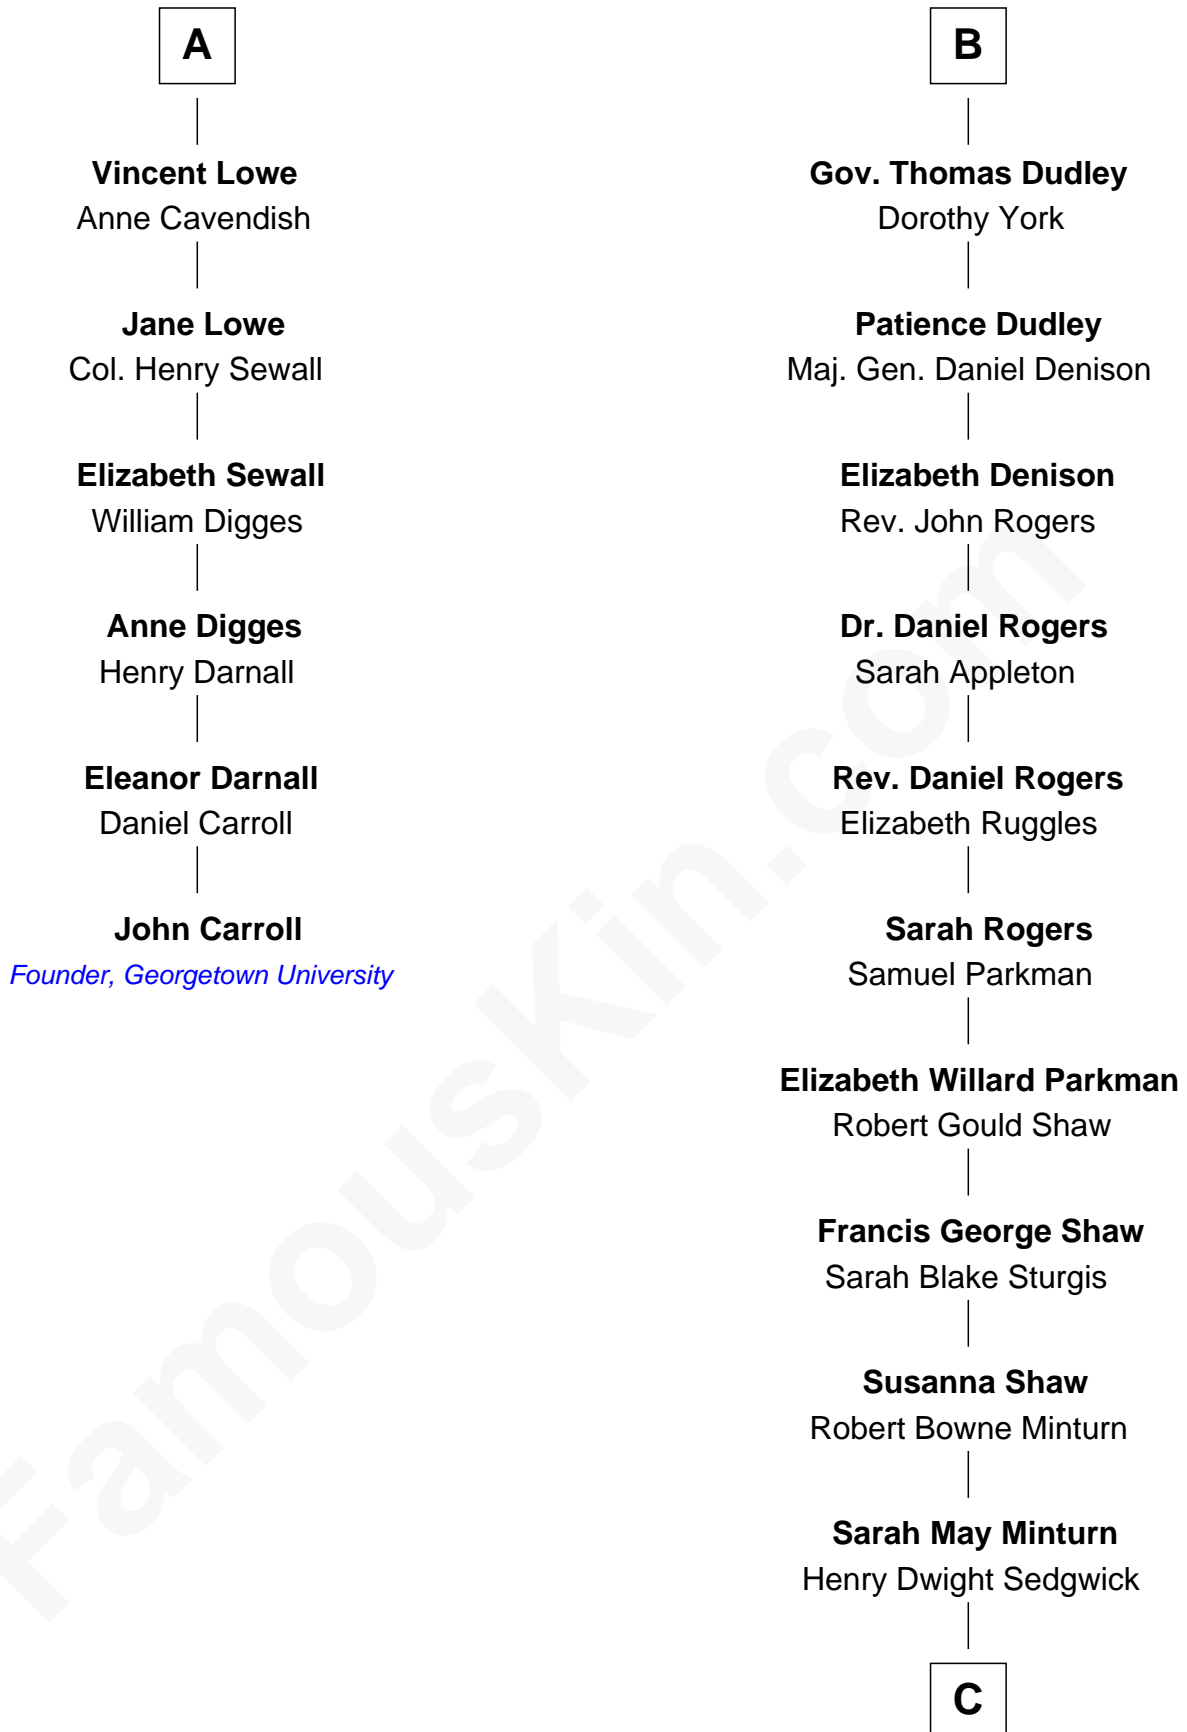 A
Vincent Lowe
Anne Cavendish
Jane Lowe
Col. Henry Sewall
Elizabeth Sewall
William Digges
Anne Digges
Henry Darnall
Eleanor Darnall
Daniel Carroll
John Carroll
Founder, Georgetown University
B
Gov. Thomas Dudley
Dorothy York
Patience Dudley
Maj. Gen. Daniel Denison
Elizabeth Denison
Rev. John Rogers
Dr. Daniel Rogers
Sarah Appleton
Rev. Daniel Rogers
Elizabeth Ruggles
Sarah Rogers
Samuel Parkman
Elizabeth Willard Parkman
Robert Gould Shaw
Francis George Shaw
Sarah Blake Sturgis
Susanna Shaw
Robert Bowne Minturn
Sarah May Minturn
Henry Dwight Sedgwick
C
FamousKin.com